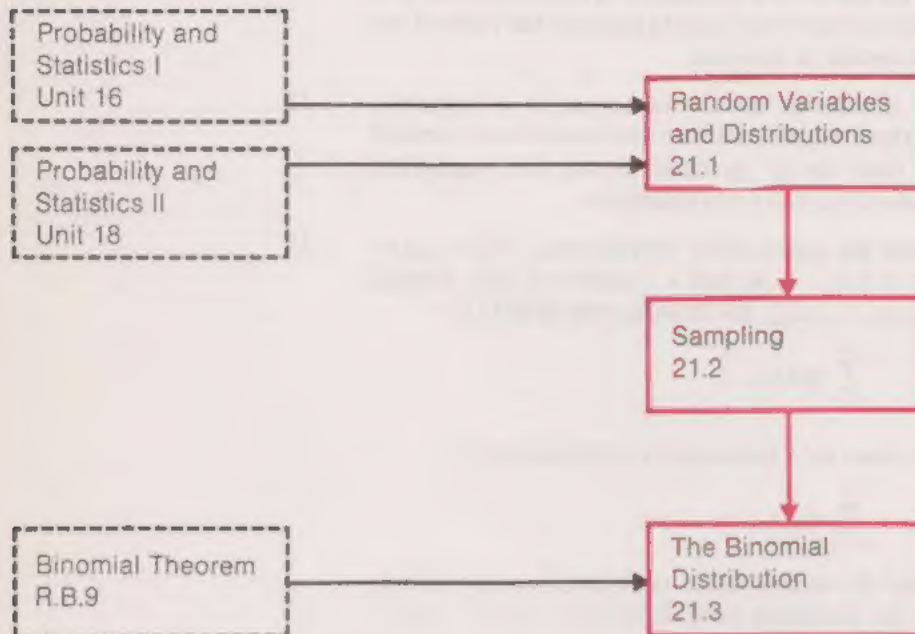 Probability and
Statistics I
Unit 16
Probability and
Statistics II
Unit 18
Random Variables
and Distributions
21.1
Sampling
21.2
Binomial Theorem
R.B.9
The Binomial
Distribution
21.3